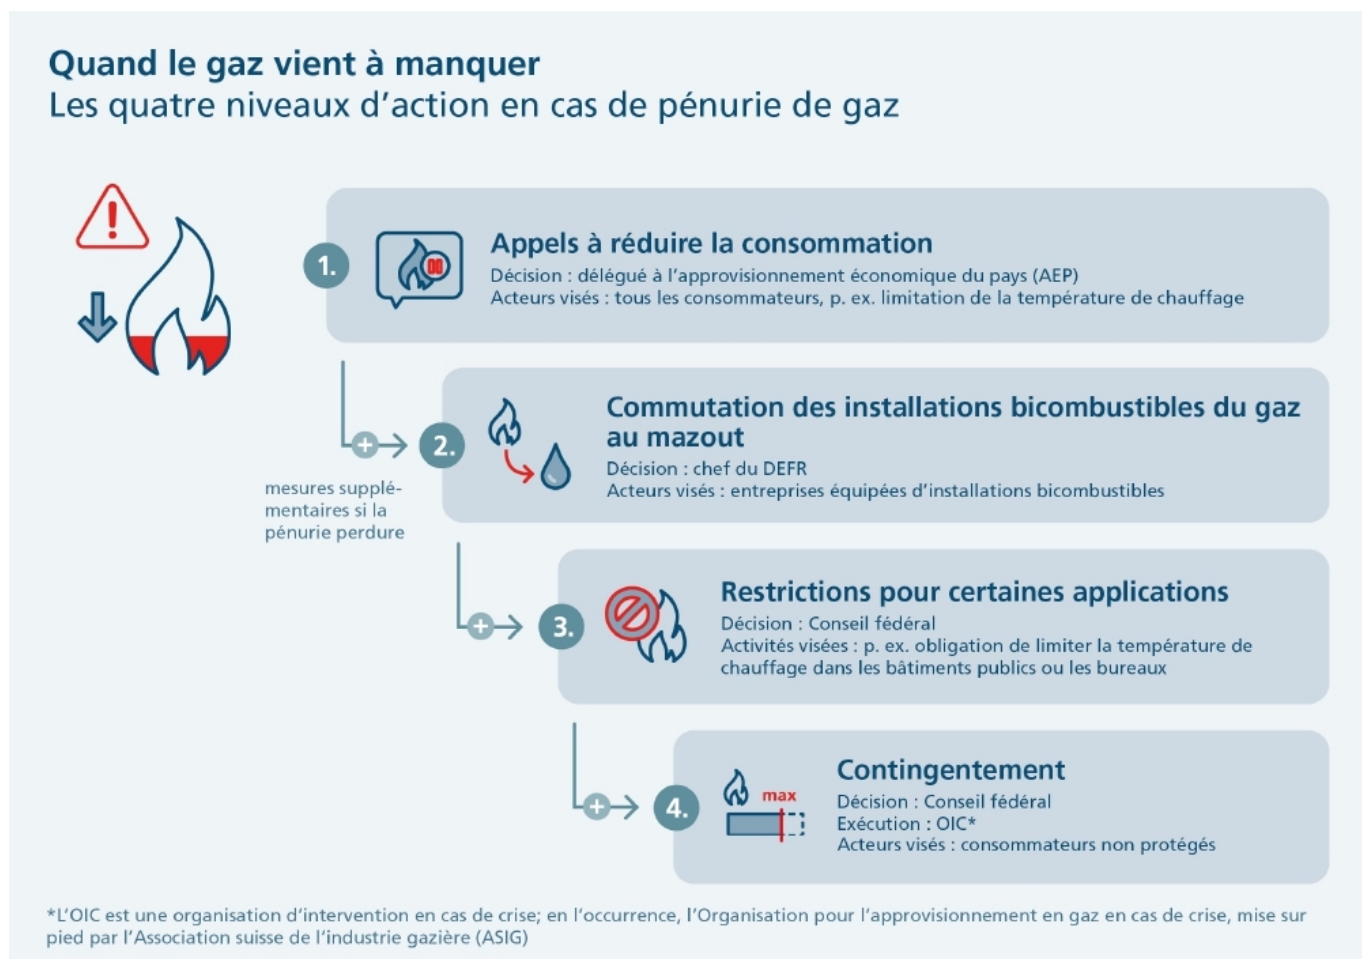 Quand le gaz vient à manquer
Les quatre niveaux d'action en cas de pénurie de gaz
1.
Appels à réduire la consommation
Décision : délégué à l'approvisionnement économique du pays (AEP)
Acteurs visés : tous les consommateurs, p. ex. limitation de la température de chauffage
+
mesures supplé-
mentaires si la
pénurie perdure
2.
Commutation des installations bicombustibles du gaz
au mazout
Décision : chef du DEFR
Acteurs visés : entreprises équipées d'installations bicombustibles
+
3.
Restrictions pour certaines applications
Décision : Conseil fédéral
Activités visées : p. ex. obligation de limiter la température de
chauffage dans les bâtiments publics ou les bureaux
+
4.
max
Contingentement
Décision : Conseil fédéral
Exécution : OIC*
Acteurs visés : consommateurs non protégés
*L'OIC est une organisation d'intervention en cas de crise; en l'occurrence, l'Organisation pour l'approvisionnement en gaz en cas de crise, mise sur
pied par l'Association suisse de l'industrie gazière (ASIG)